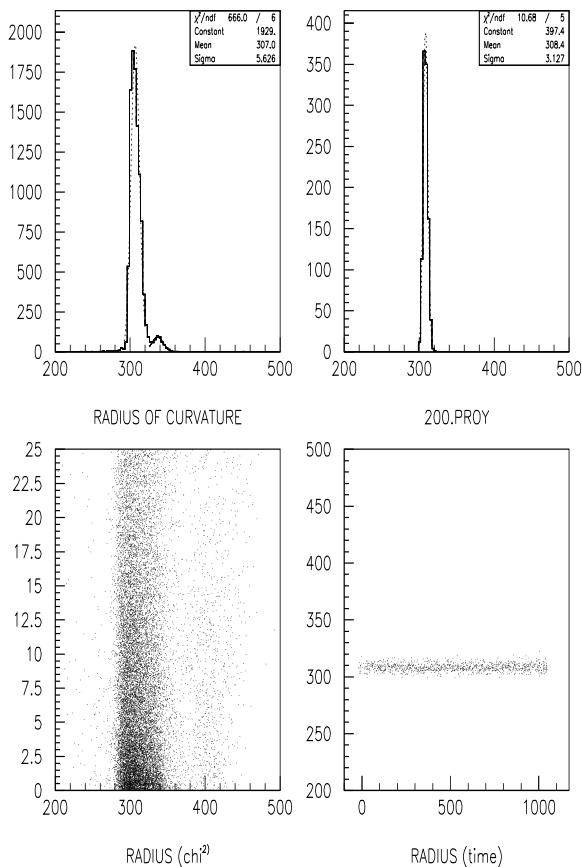 χ²/ndf 666.0 / 6
Constant 1929.
Mean 307.0
Sigma 5.626
2000
1750
1500
1250
1000
750
500
250
0
200 300 400 500
RADIUS OF CURVATURE
χ²/ndf 10.68 / 5
Constant 397.4
Mean 308.4
Sigma 3.127
400
350
300
250
200
150
100
50
0
200 300 400 500
200.PROY
25
22.5
20
17.5
15
12.5
10
7.5
5
2.5
0
200 300 400 500
RADIUS (chi²)
500
450
400
350
300
250
200
0 500 1000
RADIUS (time)